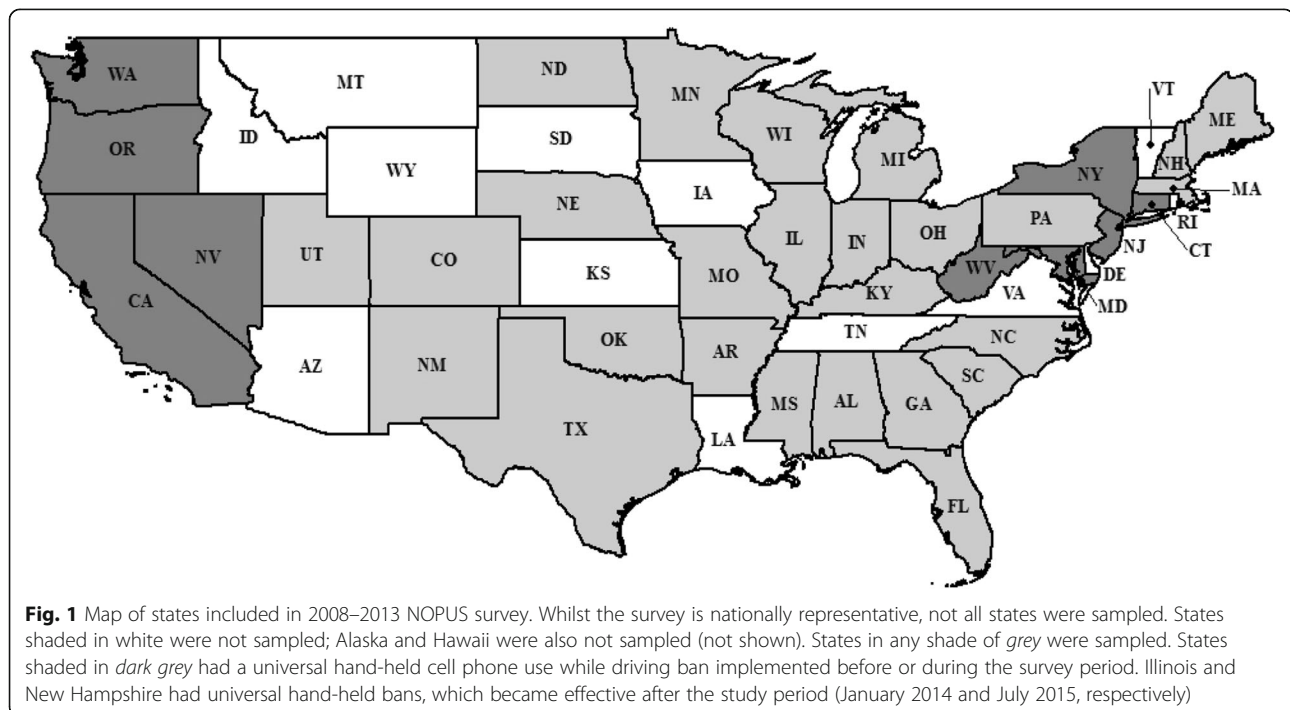 WA
MT
ND
MN
VT
ME
OR
ID
SD
WI
MI
NH
NY
WY
MA
IA
NE
PA
RI
NV
UT
CO
IL
IN
OH
NJ
CT
CA
KS
MO
WV
DE
KY
VA
MD
AZ
NM
OK
AR
TN
NC
SC
TX
MS
AL
GA
LA
FL
Fig. 1 Map of states included in 2008–2013 NOPUS survey. Whilst the survey is nationally representative, not all states were sampled. States
shaded in white were not sampled; Alaska and Hawaii were also not sampled (not shown). States in any shade of grey were sampled. States
shaded in dark grey had a universal hand-held cell phone use while driving ban implemented before or during the survey period. Illinois and
New Hampshire had universal hand-held bans, which became effective after the study period (January 2014 and July 2015, respectively)